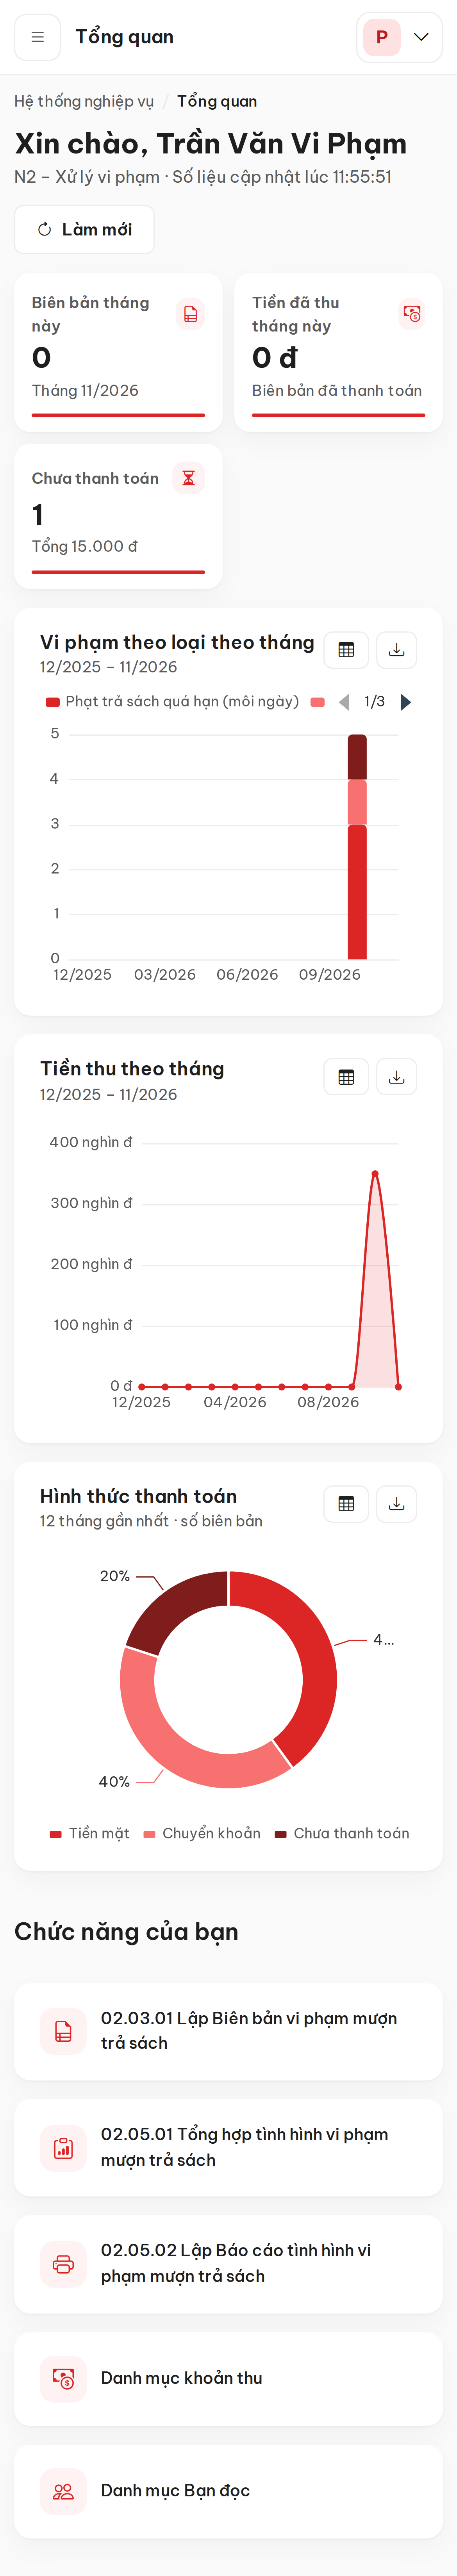 Tổng quan
P
Hệ thống nghiệp vụ / Tổng quan
Xin chào, Trần Văn Vi Phạm
N2 – Xử lý vi phạm · Số liệu cập nhật lúc 11:55:51
Làm mới
Biên bản tháng này
0
Tháng 11/2026
Tiền đã thu tháng này
0 đ
Biên bản đã thanh toán
Chưa thanh toán
1
Tổng 15.000 đ
Vi phạm theo loại theo tháng
12/2025 – 11/2026
Phạt trả sách quá hạn (mỗi ngày)
1/3
5
4
3
2
1
0
12/2025 03/2026 06/2026 09/2026
Tiền thu theo tháng
12/2025 – 11/2026
400 nghìn đ
300 nghìn đ
200 nghìn đ
100 nghìn đ
0 đ
12/2025 04/2026 08/2026
Hình thức thanh toán
12 tháng gần nhất · số biên bản
20%
4...
40%
Tiền mặt Chuyển khoản Chưa thanh toán
Chức năng của bạn
02.03.01 Lập Biên bản vi phạm mượn
trả sách
02.05.01 Tổng hợp tình hình vi phạm
mượn trả sách
02.05.02 Lập Báo cáo tình hình vi
phạm mượn trả sách
Danh mục khoản thu
Danh mục Bạn đọc